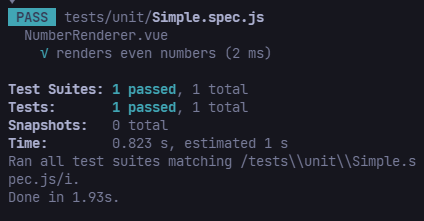 PASS tests/unit/Simple.spec.js
NumberRenderer.vue
√ renders even numbers (2 ms)
Test Suites: 1 passed, 1 total
Tests: 1 passed, 1 total
Snapshots: 0 total
Time: 0.823 s, estimated 1 s
Ran all test suites matching /tests\\unit\\Simple.s
pec.js/i.
Done in 1.93s.